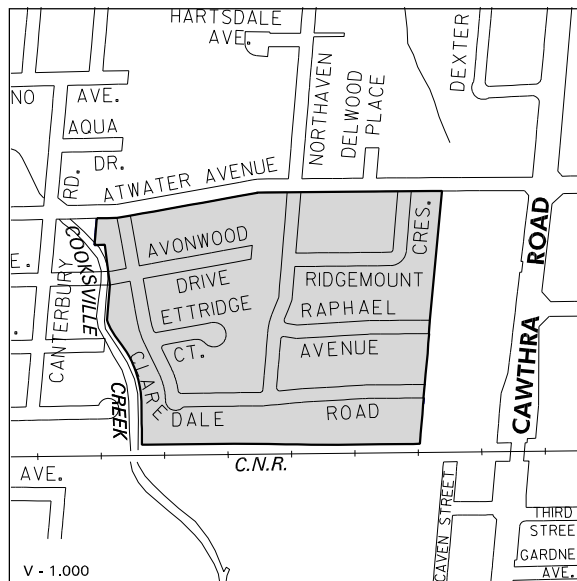 HARTSDALE
AVE.
DEXTER
NO AVE.
AQUA
DR.
RD.
NORTHAVEN
DELWOOD
PLACE
ATWATER AVENUE
CANTERBURY
COOKSVILLE
CREEK
E.
AVONWOOD
DRIVE
CRES.
RIDGEMOUNT
ETTRIDGE
CT.
RAPHAEL
AVENUE
CLARE
DALE ROAD
CAWTHRA ROAD
V.
C.N.R.
AVE.
CAVEN STREET
THIRD
STREE
GARDNE
AVE.
V - 1.000